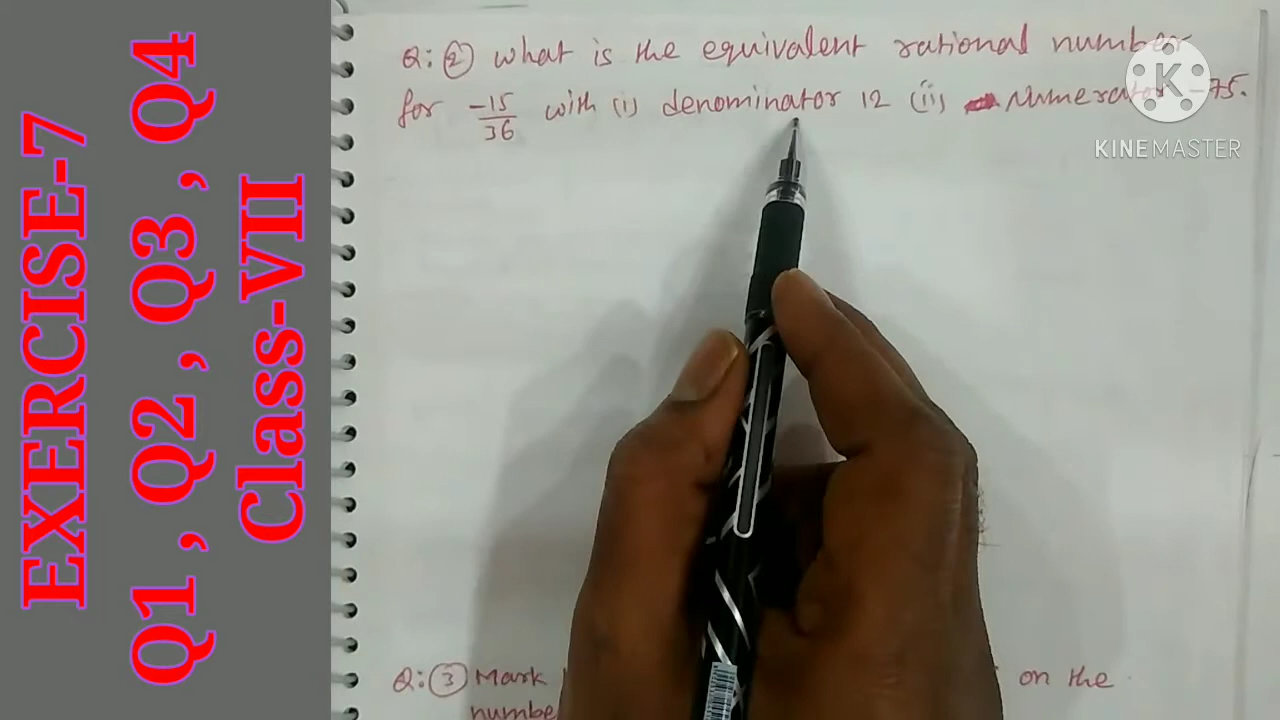 EXERCISE-7
Q1 , Q2 , Q3 , Q4
Class-VII
Q: ② what is the equivalent rational number
for -15/36 with (i) denominator 12 (ii) Numerator -75.
KINEMASTER
Q: ③ Mark on the
numbe